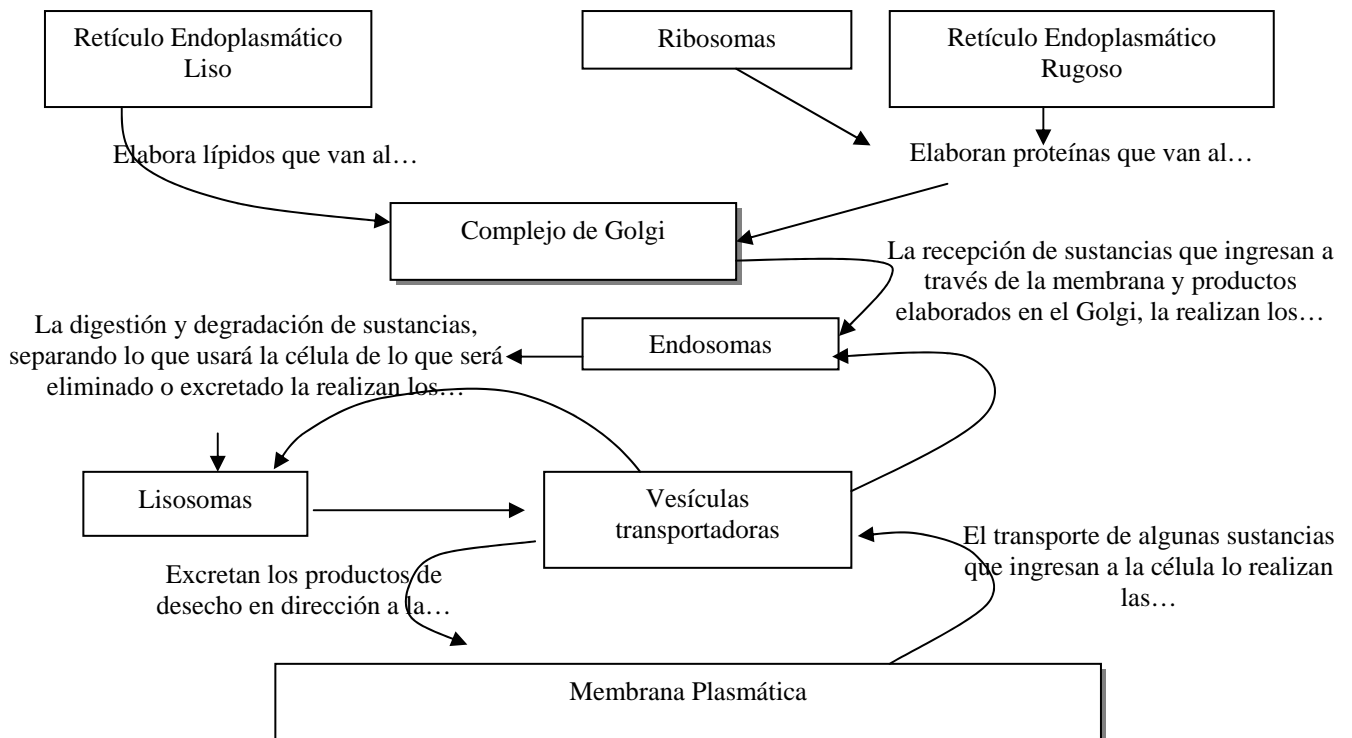 Retículo Endoplasmático
Liso
Ribosomas
Retículo Endoplasmático
Rugoso
Elabora lípidos que van al…
Elaboran proteínas que van al…
Complejo de Golgi
La recepción de sustancias que ingresan a
través de la membrana y productos
elaborados en el Golgi, la realizan los…
La digestión y degradación de sustancias,
separando lo que usará la célula de lo que será
eliminado o excretado la realizan los…
Endosomas
Lisosomas
Vesículas
transportadoras
El transporte de algunas sustancias
que ingresan a la célula lo realizan
las…
Excretan los productos de
desecho en dirección a la…
Membrana Plasmática